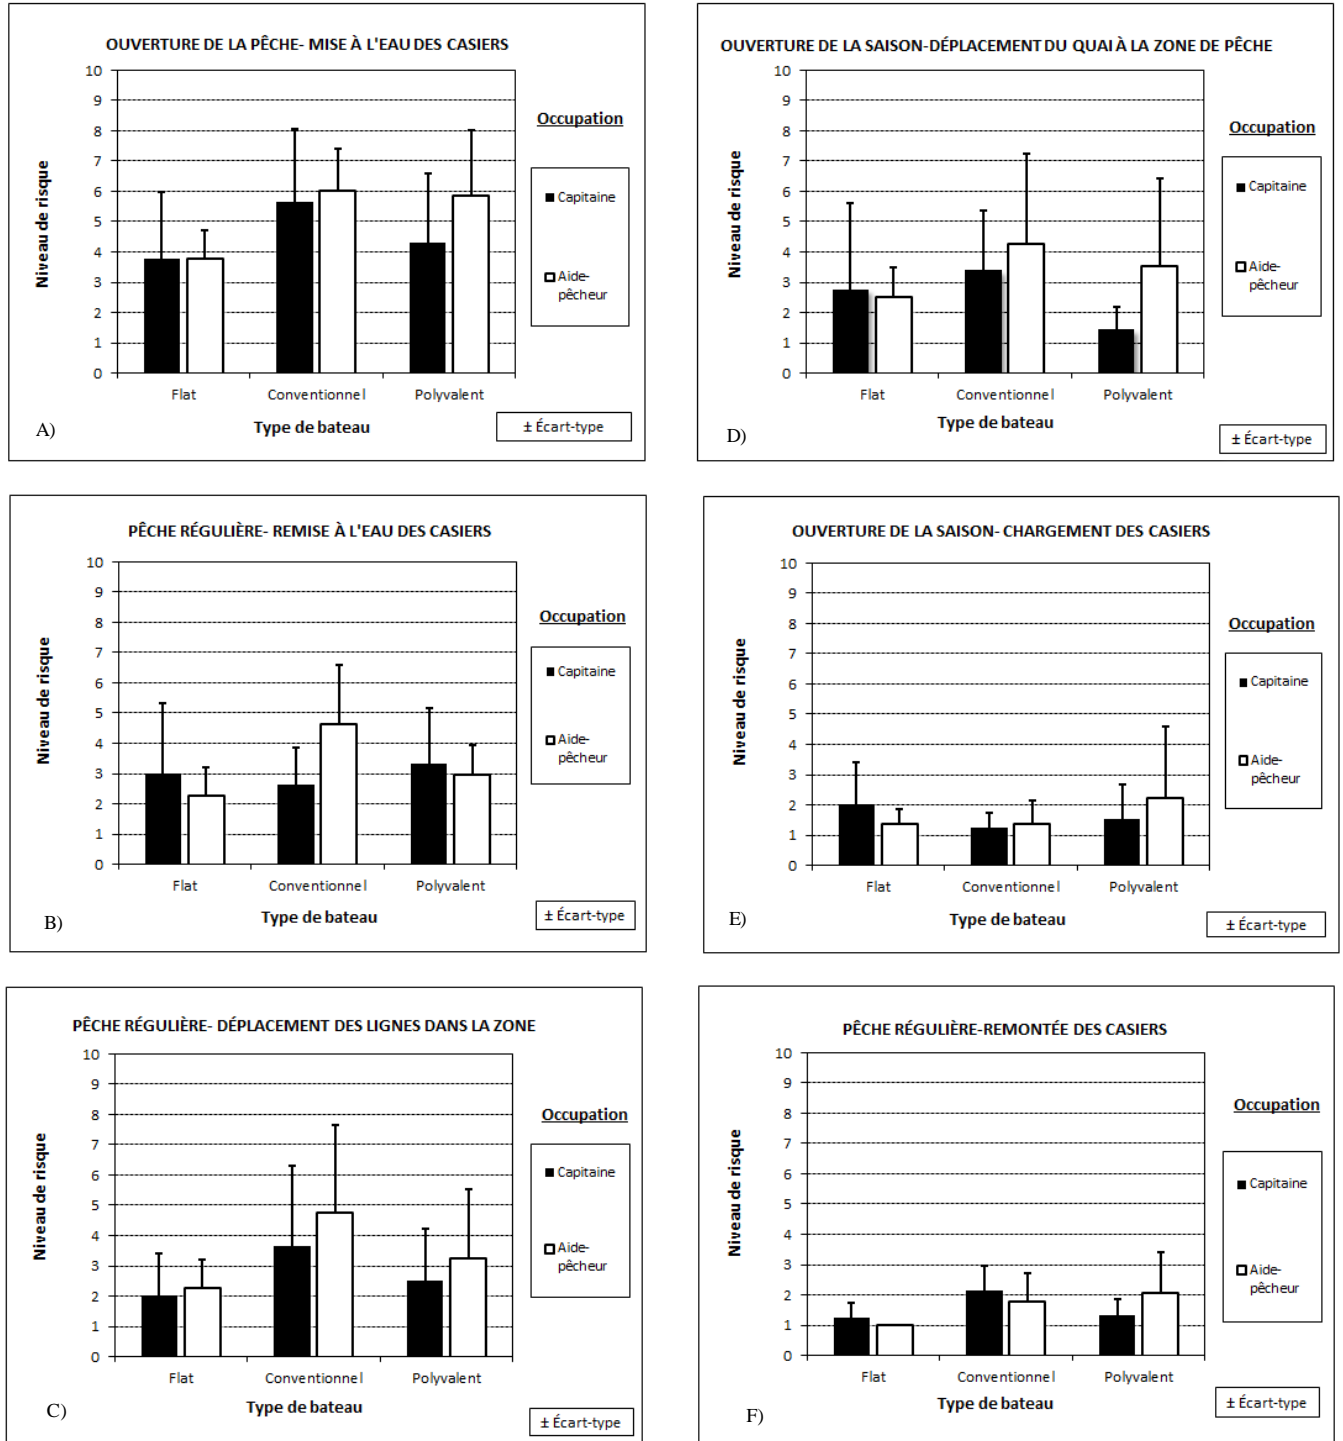 OUVERTURE DE LA PÊCHE- MISE À L'EAU DES CASIERS
10
9
8
7
6
5
4
3
2
1
0
Niveau de risque
Flat Conventionnel Polyvalent
Type de bateau
Occupation
Capitaine
Aide-
pêcheur
± Écart-type
A)
PÊCHE RÉGULIÈRE- REMISE À L'EAU DES CASIERS
10
9
8
7
6
5
4
3
2
1
0
Niveau de risque
Flat Conventionnel Polyvalent
Type de bateau
Occupation
Capitaine
Aide-
pêcheur
± Écart-type
B)
PÊCHE RÉGULIÈRE- DÉPLACEMENT DES LIGNES DANS LA ZONE
10
9
8
7
6
5
4
3
2
1
0
Niveau de risque
Flat Conventionnel Polyvalent
Type de bateau
Occupation
Capitaine
Aide-
pêcheur
± Écart-type
C)
OUVERTURE DE LA SAISON-DÉPLACEMENT DU QUAI À LA ZONE DE PÊCHE
10
9
8
7
6
5
4
3
2
1
0
Niveau de risque
Flat Conventionnel Polyvalent
Type de bateau
Occupation
Capitaine
Aide-
pêcheur
± Écart-type
D)
OUVERTURE DE LA SAISON- CHARGEMENT DES CASIERS
10
9
8
7
6
5
4
3
2
1
0
Niveau de risque
Flat Conventionnel Polyvalent
Type de bateau
Occupation
Capitaine
Aide-
pêcheur
± Écart-type
E)
PÊCHE RÉGULIÈRE-REMONTÉE DES CASIERS
10
9
8
7
6
5
4
3
2
1
0
Niveau de risque
Flat Conventionnel Polyvalent
Type de bateau
Occupation
Capitaine
Aide-
pêcheur
± Écart-type
F)